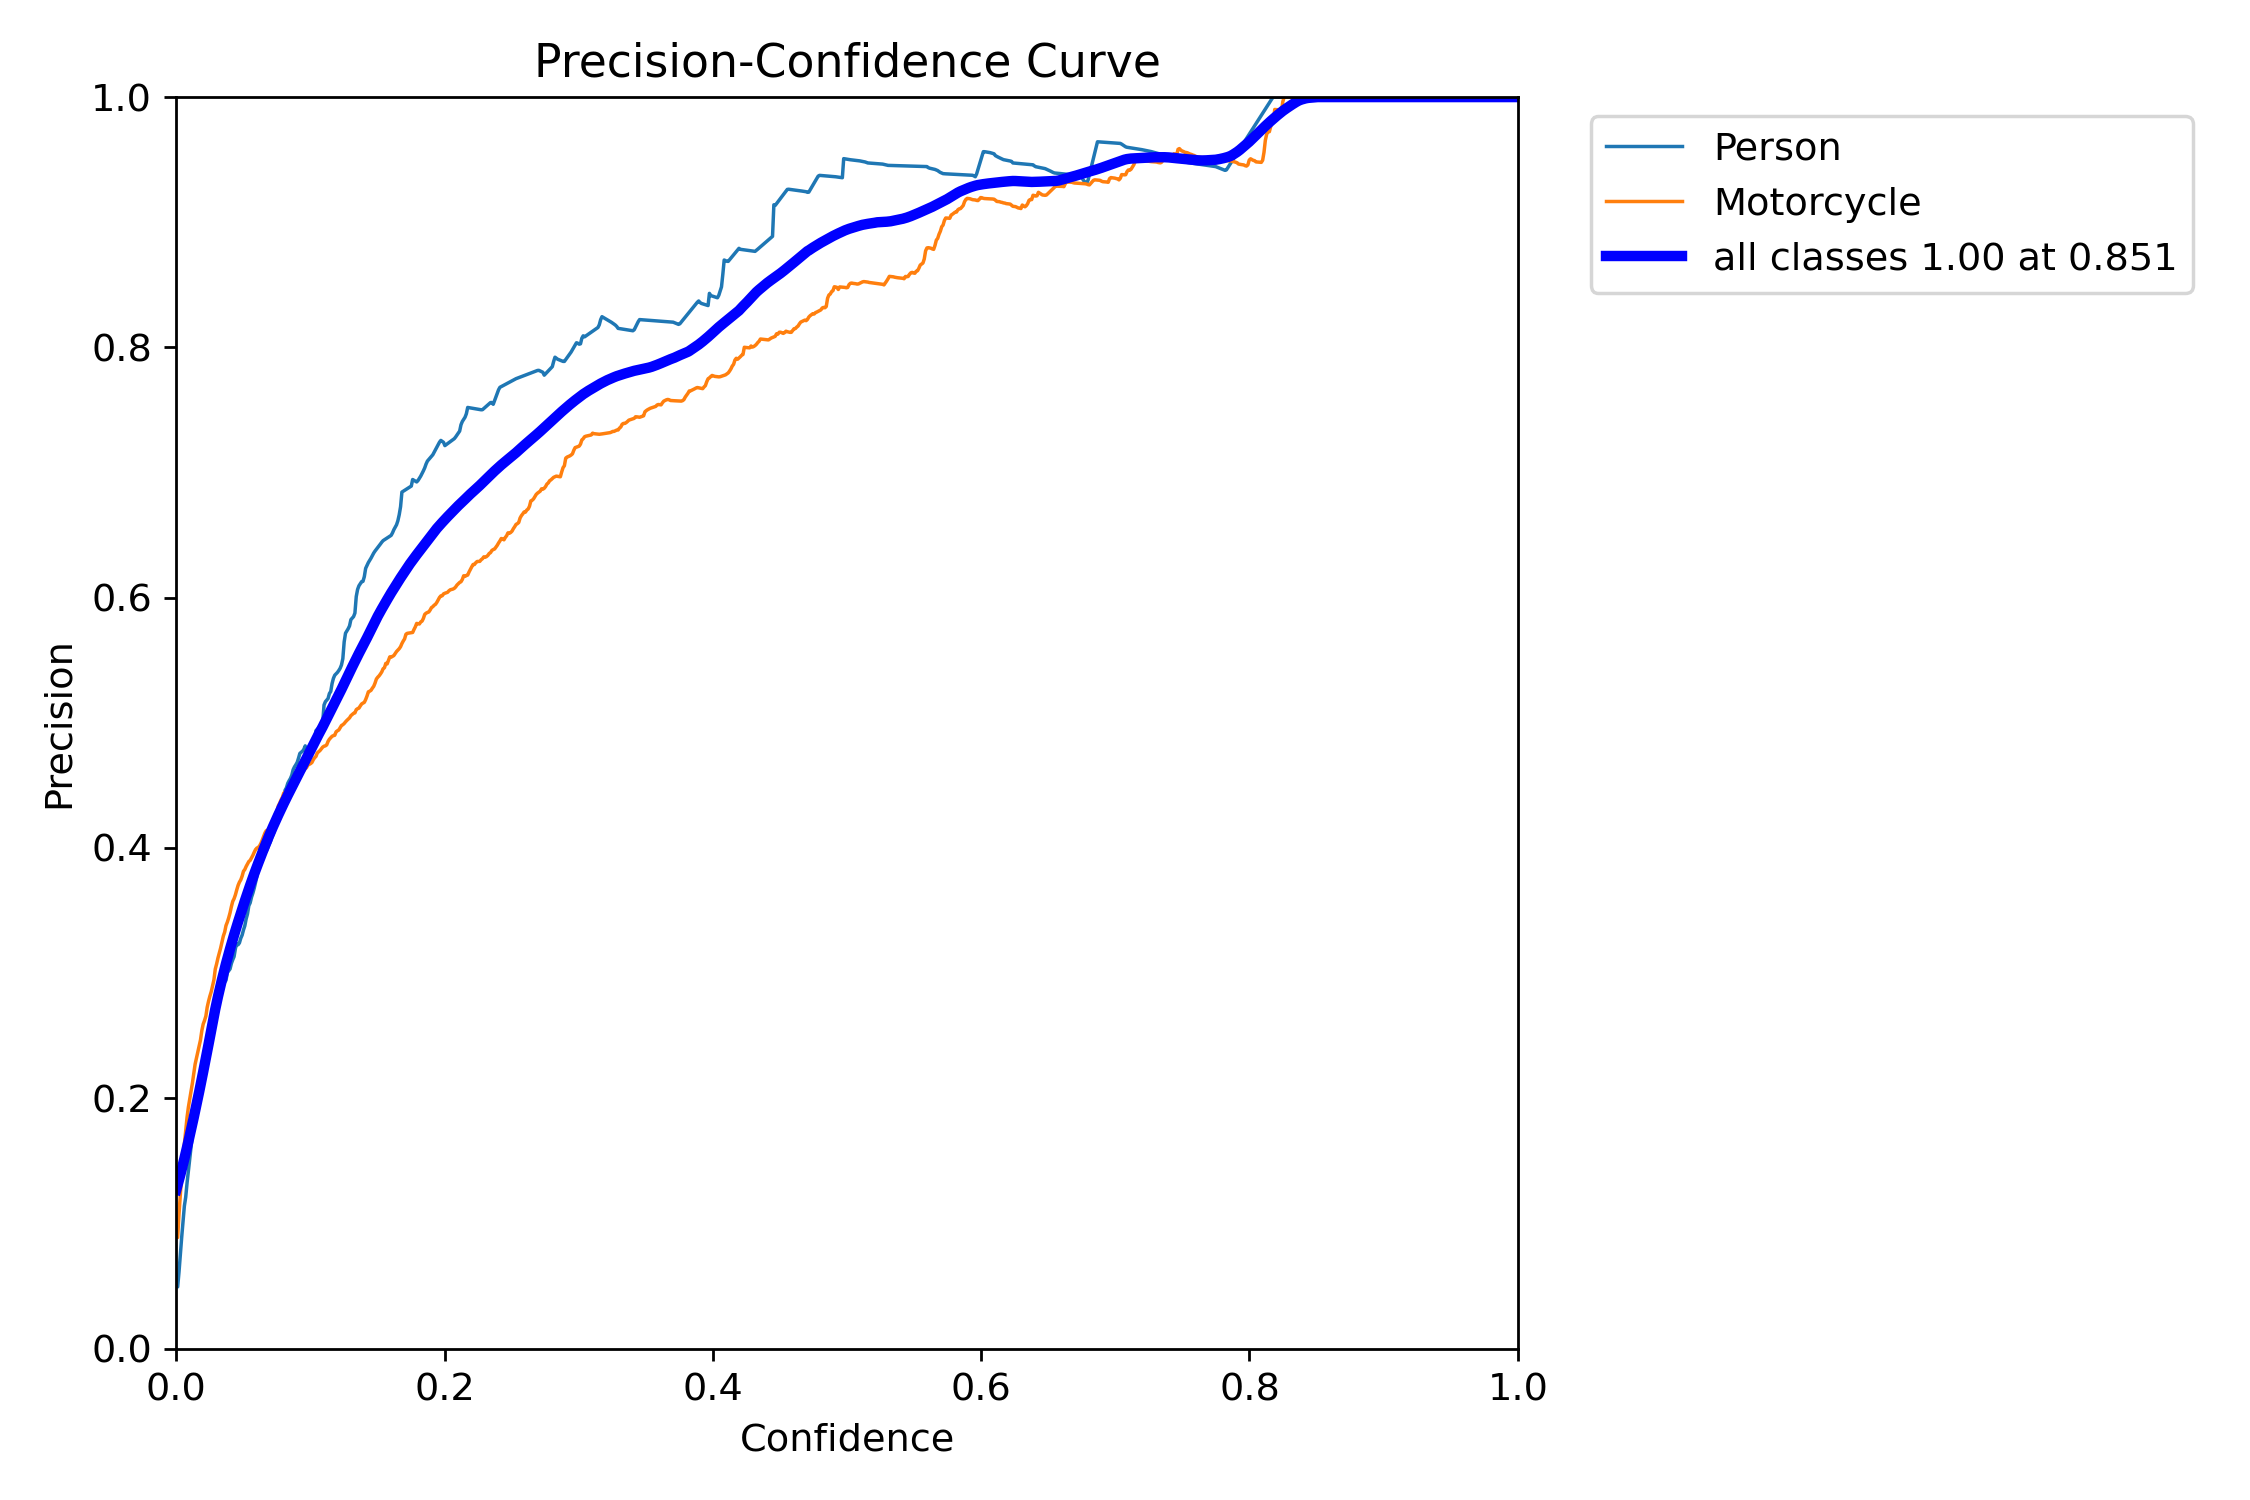 Precision-Confidence Curve
1.0
0.8
0.6
0.4
0.2
0.0
Precision
0.0 0.2 0.4 0.6 0.8 1.0
Confidence
Person
Motorcycle
all classes 1.00 at 0.851